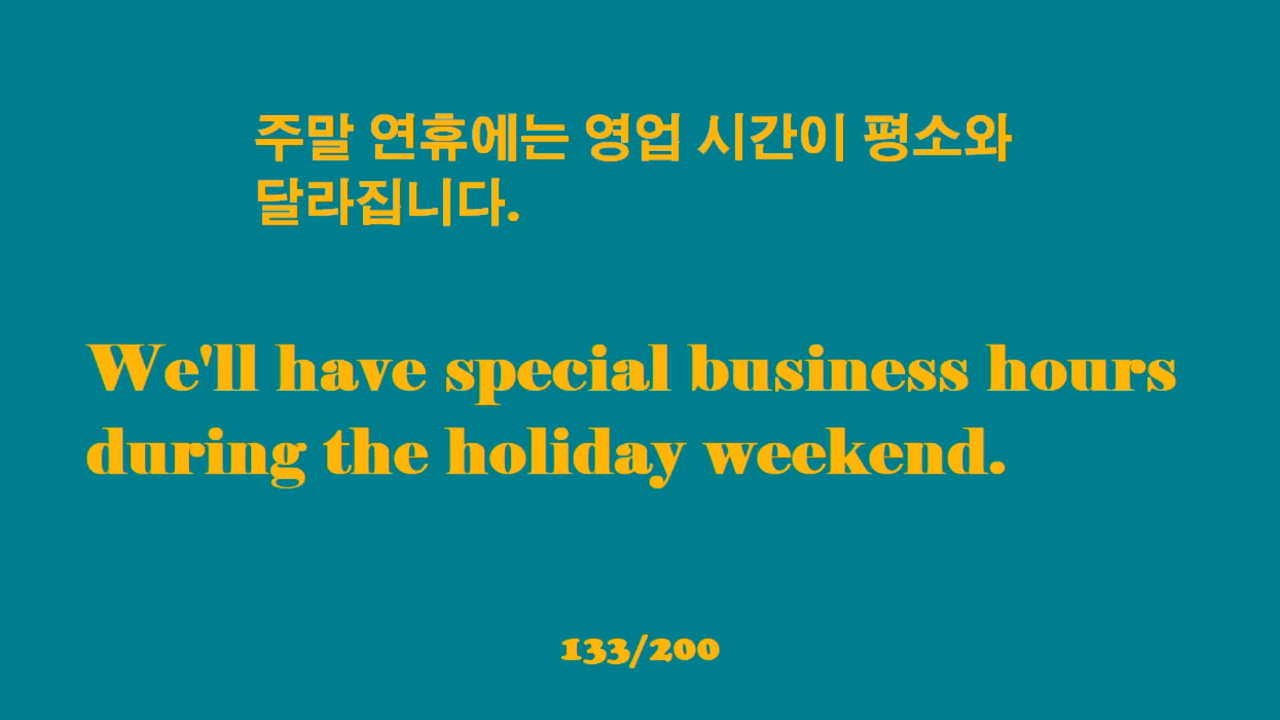 주말 연휴에는 영업 시간이 평소와
달라집니다.
We'll have special business hours
during the holiday weekend.
133/200